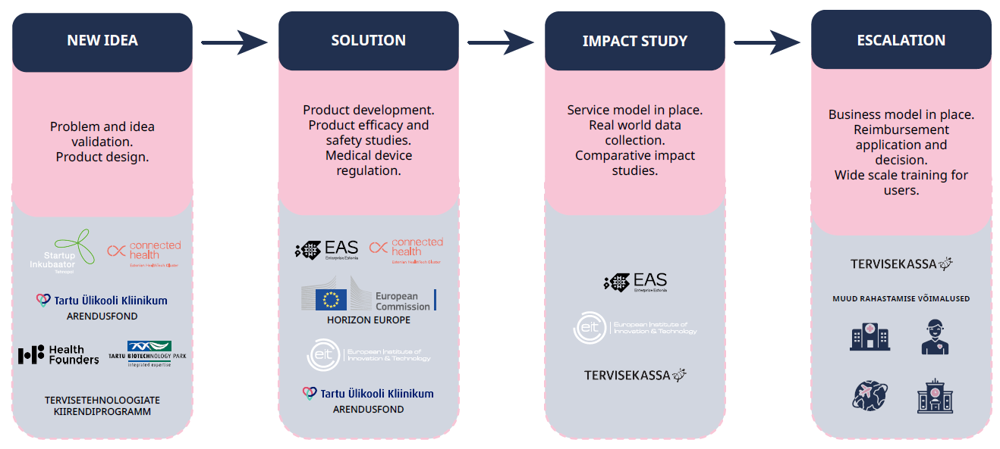 NEW IDEA
Problem and idea
validation.
Product design.
Startup
Inkubaator
Tehnopol
connected
health
Estonian HealthTech Cluster
Tartu Ülikooli Kliinikum
ARENDUSFOND
Health
Founders
TARTU BIOTECHNOLOGY PARK
integrated expertise
TERVISETEHNOLOOGIATE
KIIRENDIPROGRAMM
SOLUTION
Product development.
Product efficacy and
safety studies.
Medical device
regulation.
EAS
Enterprise Estonia
connected
health
Estonian HealthTech Cluster
European
Commission
HORIZON EUROPE
eit
European Institute of
Innovation & Technology
Tartu Ülikooli Kliinikum
ARENDUSFOND
IMPACT STUDY
Service model in place.
Real world data
collection.
Comparative impact
studies.
EAS
Enterprise Estonia
eit
European Institute of
Innovation & Technology
TERVISEKASSA
ESCALATION
Business model in place.
Reimbursement
application and
decision.
Wide scale training for
users.
TERVISEKASSA
MUUD RAHASTAMISE VÕIMALUSED